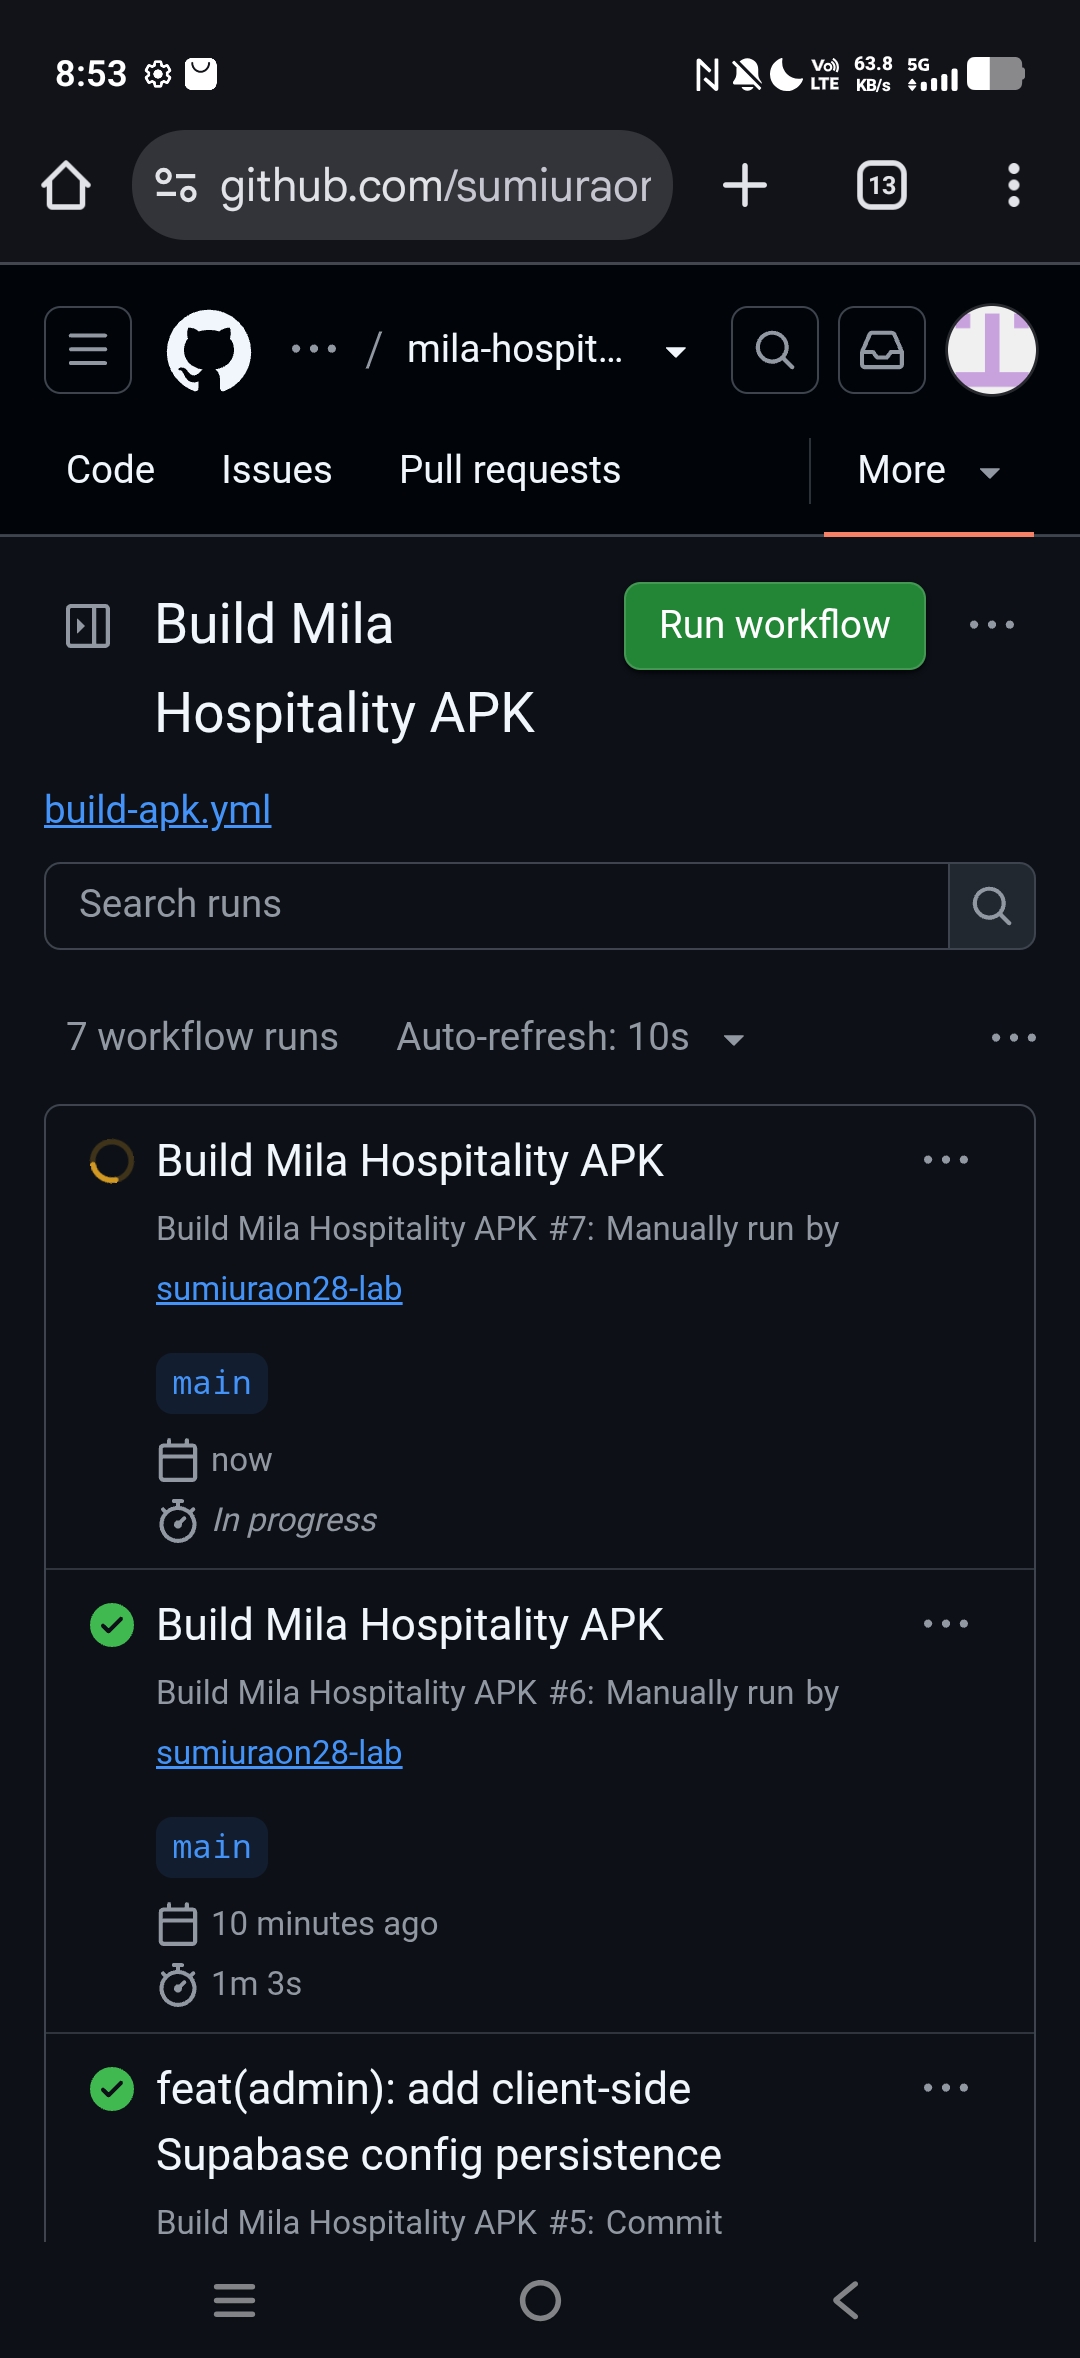 8:53
Vo)) LTE
63.8 KB/s
5G
github.com/sumiuraor
13
/ mila-hospit...
Code Issues Pull requests More
Build Mila
Hospitality APK
Run workflow
build-apk.yml
Search runs
7 workflow runs Auto-refresh: 10s
Build Mila Hospitality APK
Build Mila Hospitality APK #7: Manually run by
sumiuraon28-lab
main
now
In progress
Build Mila Hospitality APK
Build Mila Hospitality APK #6: Manually run by
sumiuraon28-lab
main
10 minutes ago
1m 3s
feat(admin): add client-side
Supabase config persistence
Build Mila Hospitality APK #5: Commit